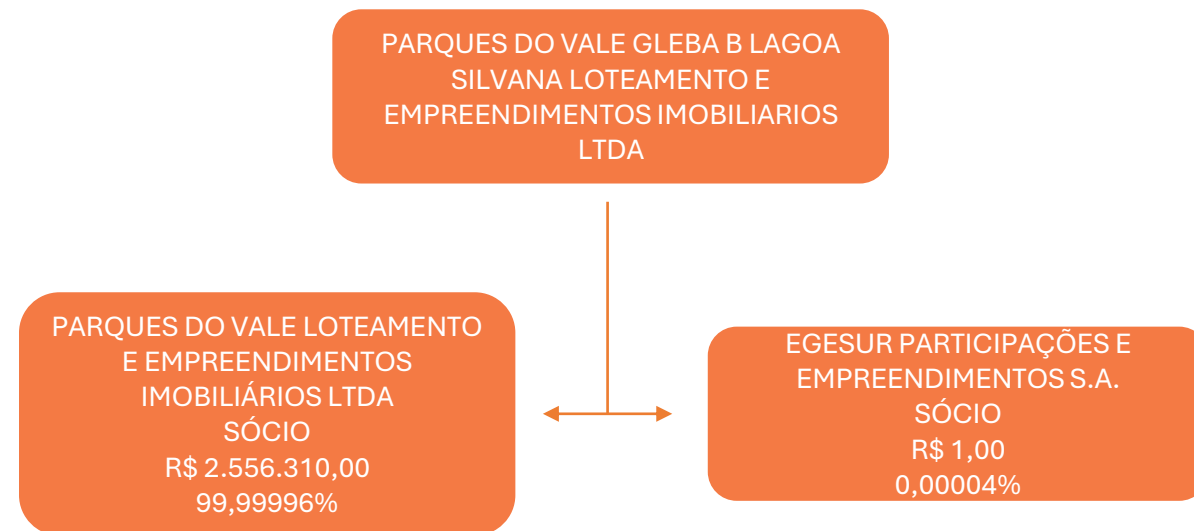 PARQUES DO VALE GLEBA B LAGOA
SILVANA LOTEAMENTO E
EMPREENDIMENTOS IMOBILIARIOS
LTDA
PARQUES DO VALE LOTEAMENTO
E EMPREENDIMENTOS
IMOBILIÁRIOS LTDA
SÓCIO
R$ 2.556.310,00
99,99996%
EGESUR PARTICIPAÇÕES E
EMPREENDIMENTOS S.A.
SÓCIO
R$ 1,00
0,00004%